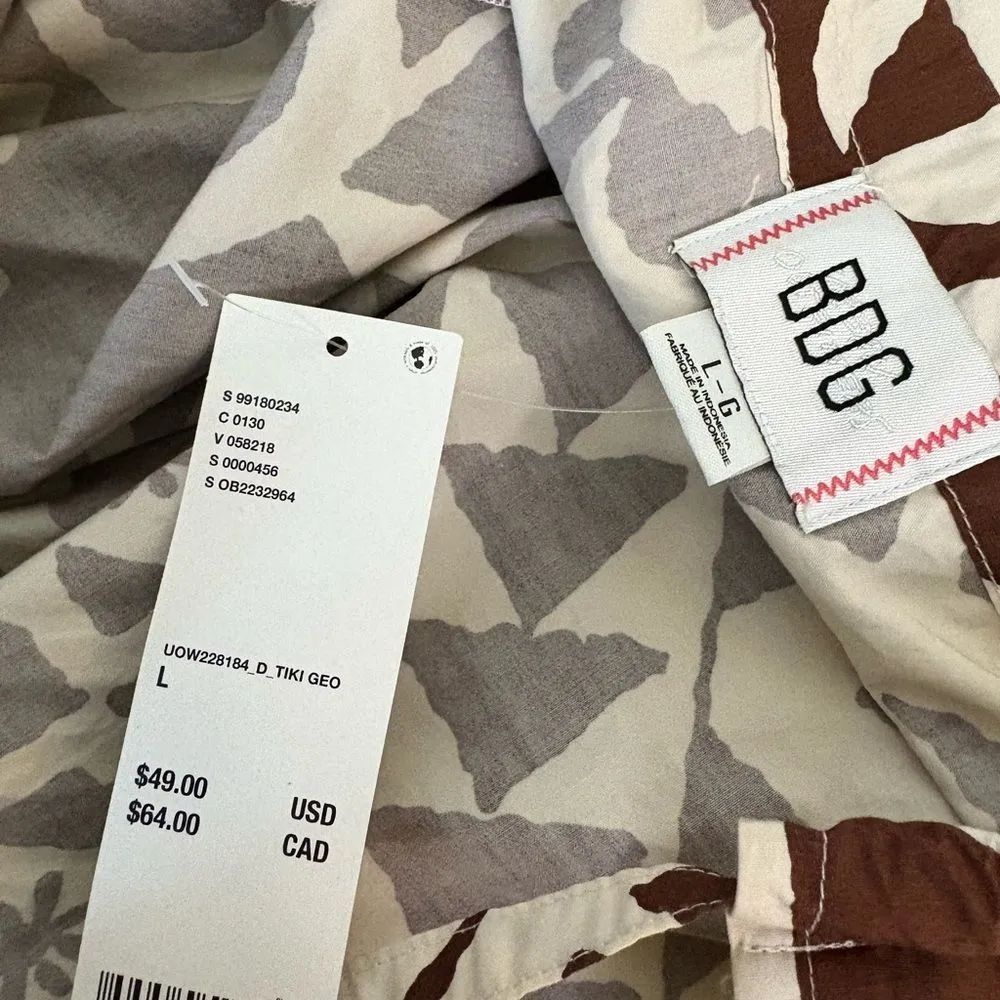 S 99180234
C 0130
V 058218
S 0000456
S OB2232964
UOW228184_D_TIKI GEO
L
$49.00 USD
$64.00 CAD
BDG
L-G
MADE IN INDONESIA
FABRIQUÉ AU INDONÉSIE